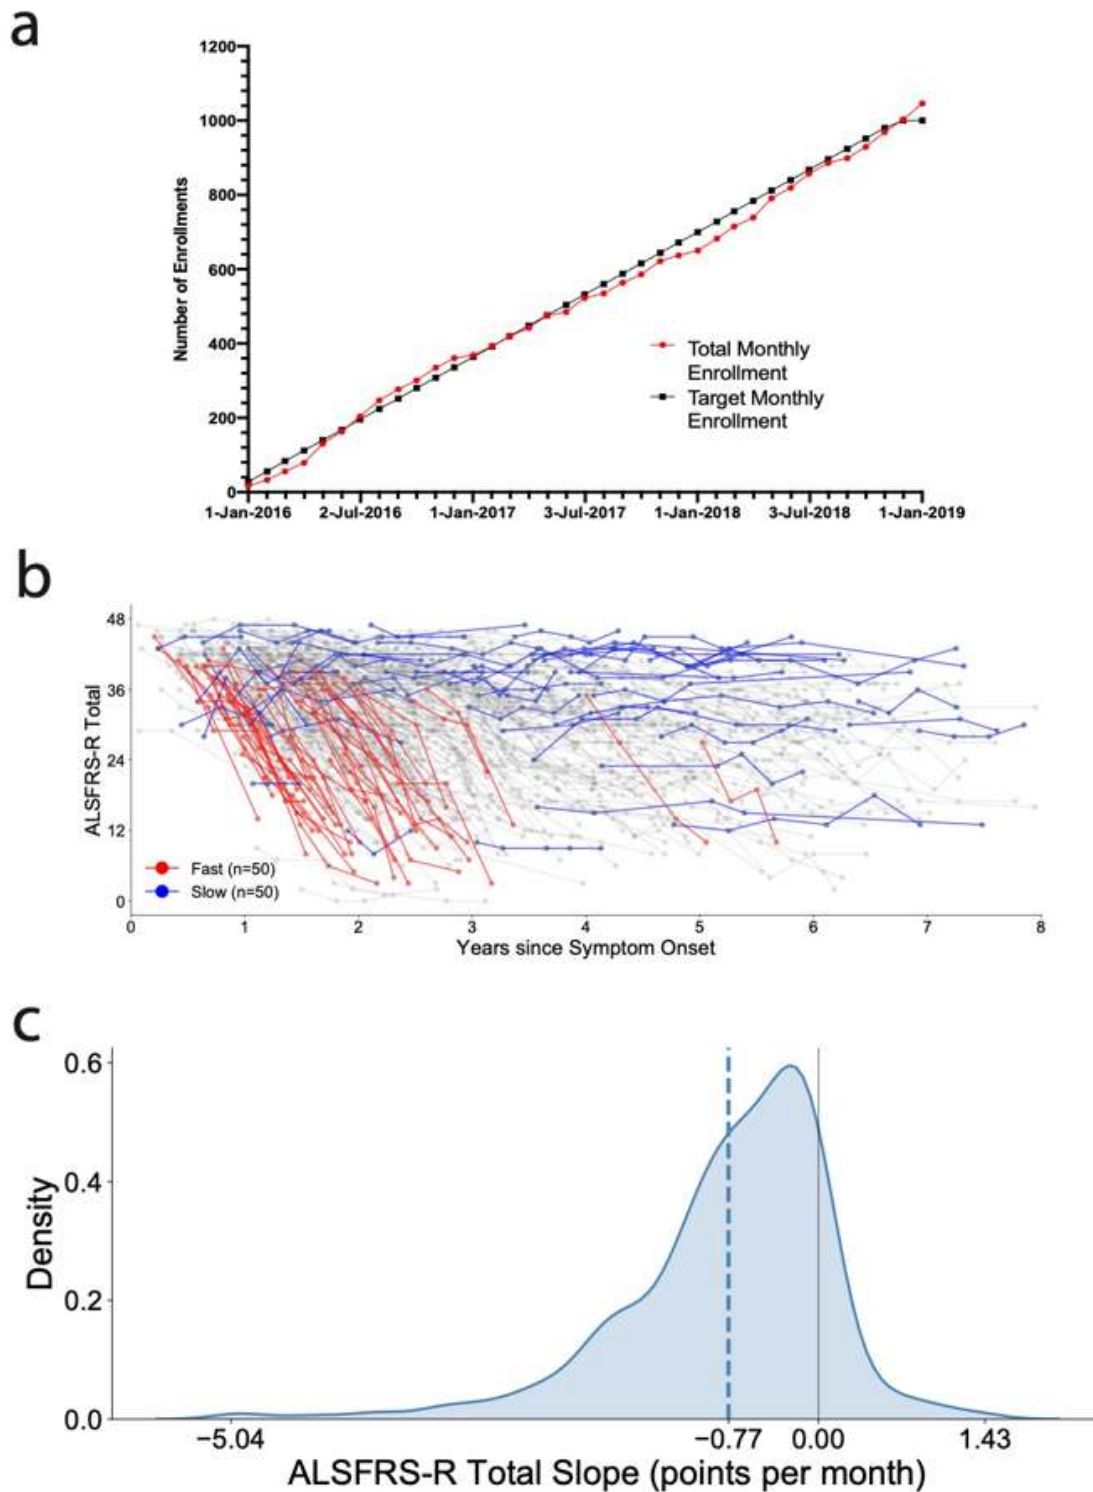 a
1200
1000
800
600
400
200
0
Number of Enrollments
Total Monthly
Enrollment
Target Monthly
Enrollment
1-Jan-2016 2-Jul-2016 1-Jan-2017 3-Jul-2017 1-Jan-2018 3-Jul-2018 1-Jan-2019
b
48
36
24
12
0
ALSFRS-R Total
Fast (n=50)
Slow (n=50)
0 1 2 3 4 5 6 7 8
Years since Symptom Onset
c
0.6
0.4
0.2
0.0
Density
−5.04 −0.77 0.00 1.43
ALSFRS-R Total Slope (points per month)